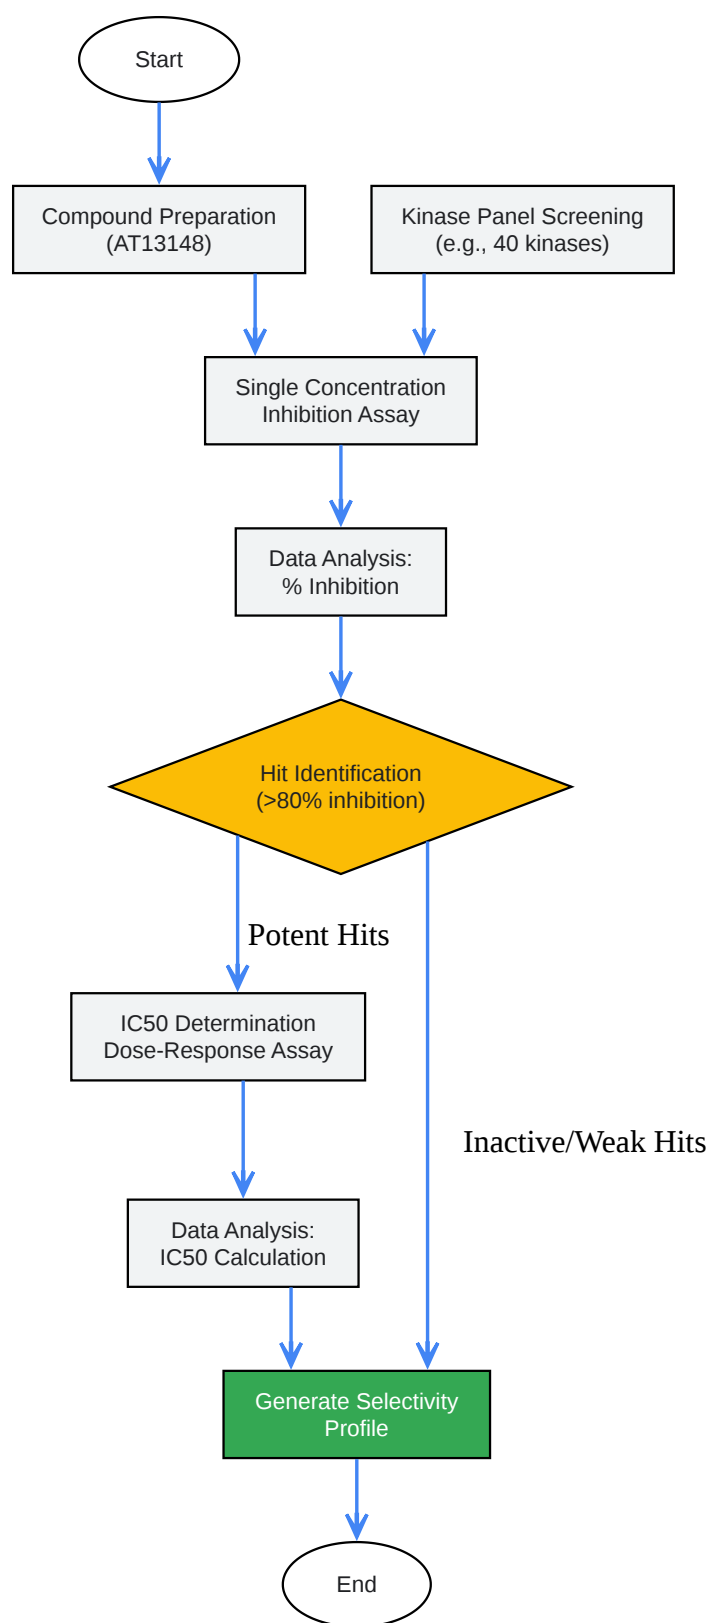 Start
Compound Preparation
(AT13148)
Kinase Panel Screening
(e.g., 40 kinases)
Single Concentration
Inhibition Assay
Data Analysis:
% Inhibition
Hit Identification
(>80% inhibition)
Potent Hits
IC50 Determination
Dose-Response Assay
Inactive/Weak Hits
Data Analysis:
IC50 Calculation
Generate Selectivity
Profile
End